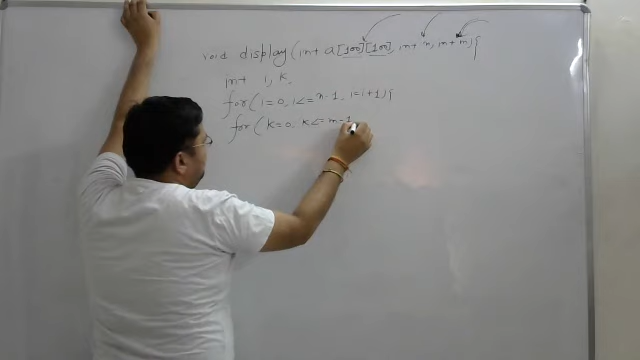 void display(int a[100][100], int n, int m){
int i, k,
for(i=0, i<=n-1, i=i+1){
for(k=0, k<=m-1